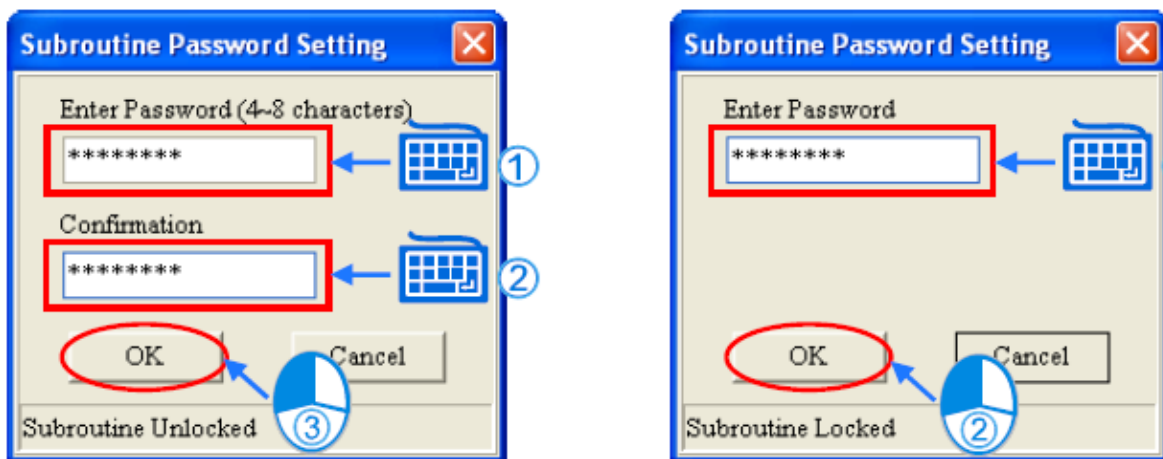 Subroutine Password Setting
Enter Password (4~8 characters)
********
1
Confirmation
********
2
OK
Cancel
3
Subroutine Unlocked
Subroutine Password Setting
Enter Password
********
OK
Cancel
2
Subroutine Locked